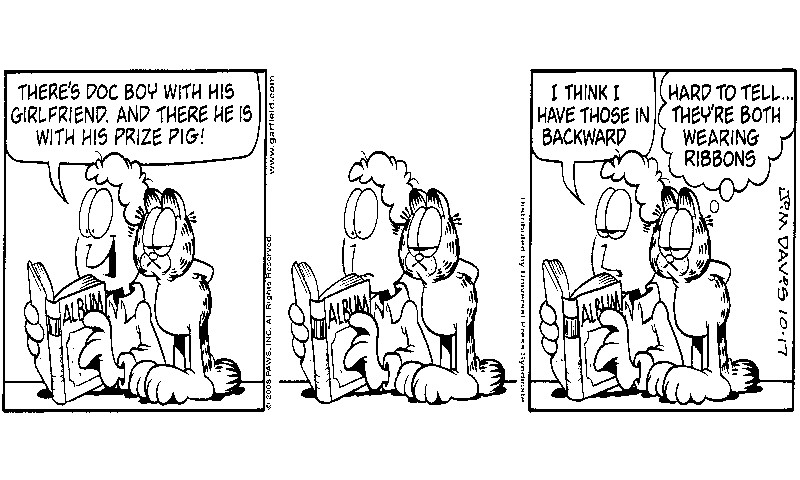 THERE'S DOC BOY WITH HIS
GIRLFRIEND. AND THERE HE IS
WITH HIS PRIZE PIG!
ALBUM
www.garfield.com
© 2008 PAWS, INC. All Rights Reserved.
ALBUM
Distributed by Universal Press Syndicate
I THINK I
HAVE THOSE IN
BACKWARD
HARD TO TELL...
THEY'RE BOTH
WEARING
RIBBONS
ALBUM
JIM DAVIS 10-17